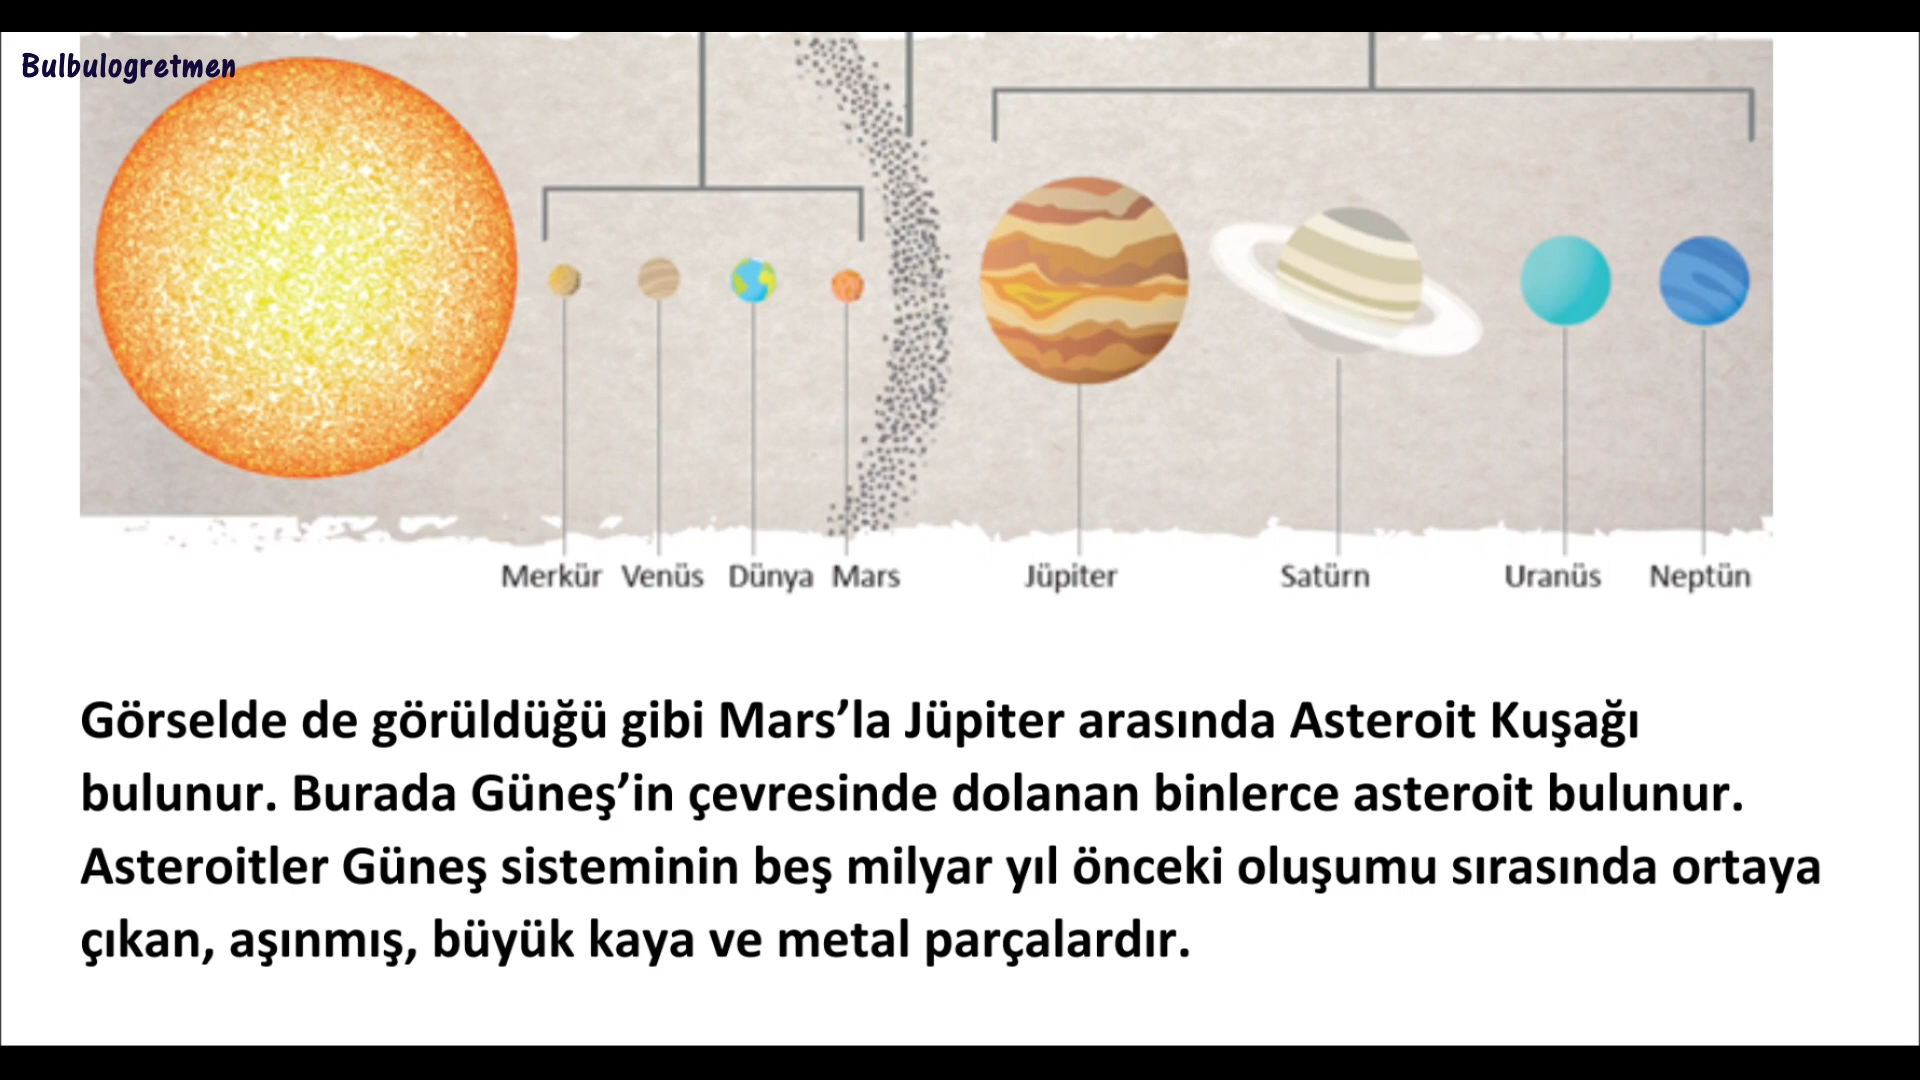 Bulbulogretmen
Merkür Venüs Dünya Mars Jüpiter Satürn Uranüs Neptün
Görselde de görüldüğü gibi Mars’la Jüpiter arasında Asteroit Kuşağı
bulunur. Burada Güneş’in çevresinde dolanan binlerce asteroit bulunur.
Asteroitler Güneş sisteminin beş milyar yıl önceki oluşumu sırasında ortaya
çıkan, aşınmış, büyük kaya ve metal parçalardır.